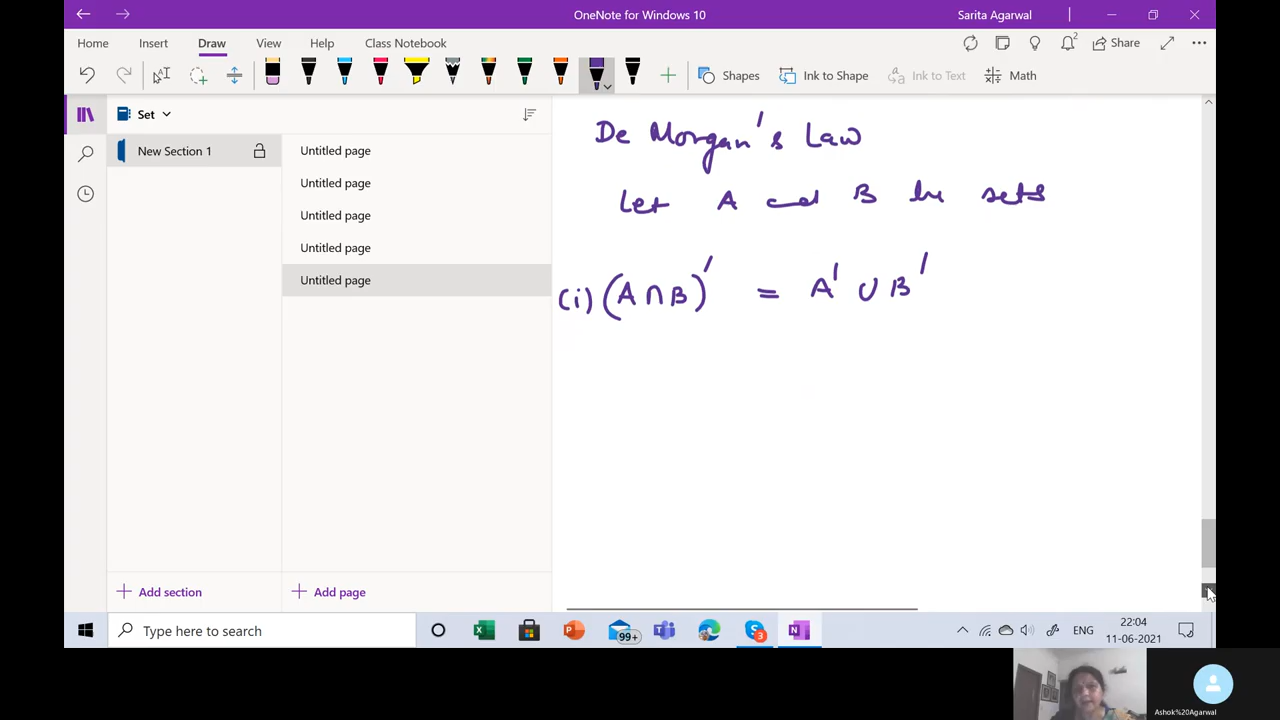 OneNote for Windows 10
Sarita Agarwal
Home Insert Draw View Help Class Notebook
Share
Shapes Ink to Shape Ink to Text Math
Set
New Section 1
Untitled page
Untitled page
Untitled page
Untitled page
Untitled page
De Morgan's Law
Let A and B be sets
(i) (A ∩ B)' = A' ∪ B'
Add section
Add page
Type here to search
99+
3
ENG
22:04
11-06-2021
Ashok%20Agarwal